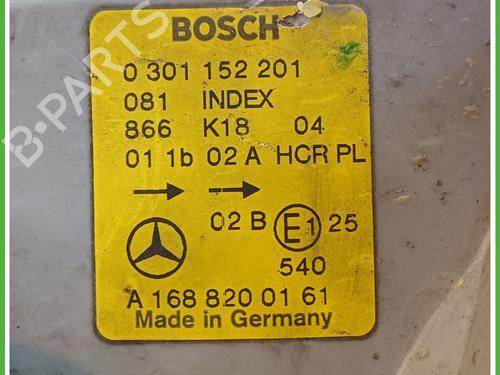 BOSCH
0 301 152 201
081 INDEX
866 K18 04
01 1b 02 A HCR PL
02 B E1 25
540
A 168 820 01 61
Made in Germany
B-PARTS